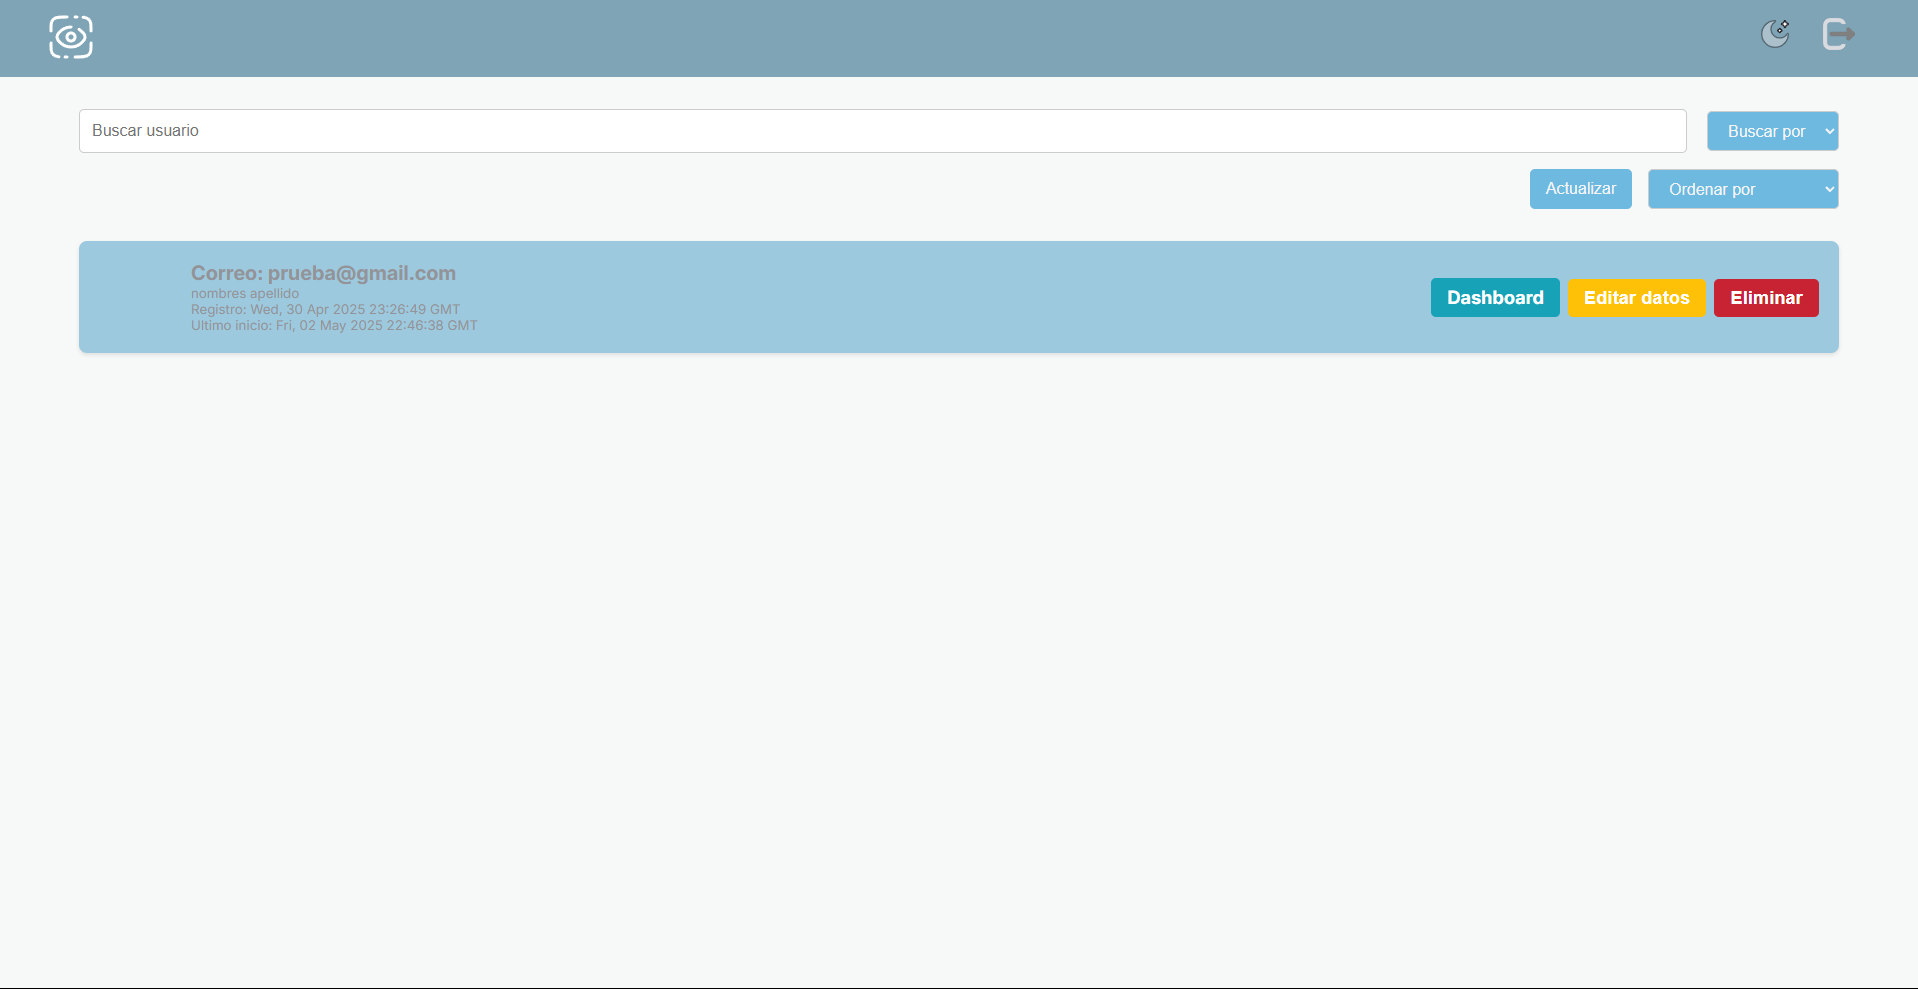 Buscar usuario
Buscar por
Actualizar
Ordenar por
Correo: prueba@gmail.com
nombres apellido
Registro: Wed, 30 Apr 2025 23:26:49 GMT
Ultimo inicio: Fri, 02 May 2025 22:46:38 GMT
Dashboard
Editar datos
Eliminar